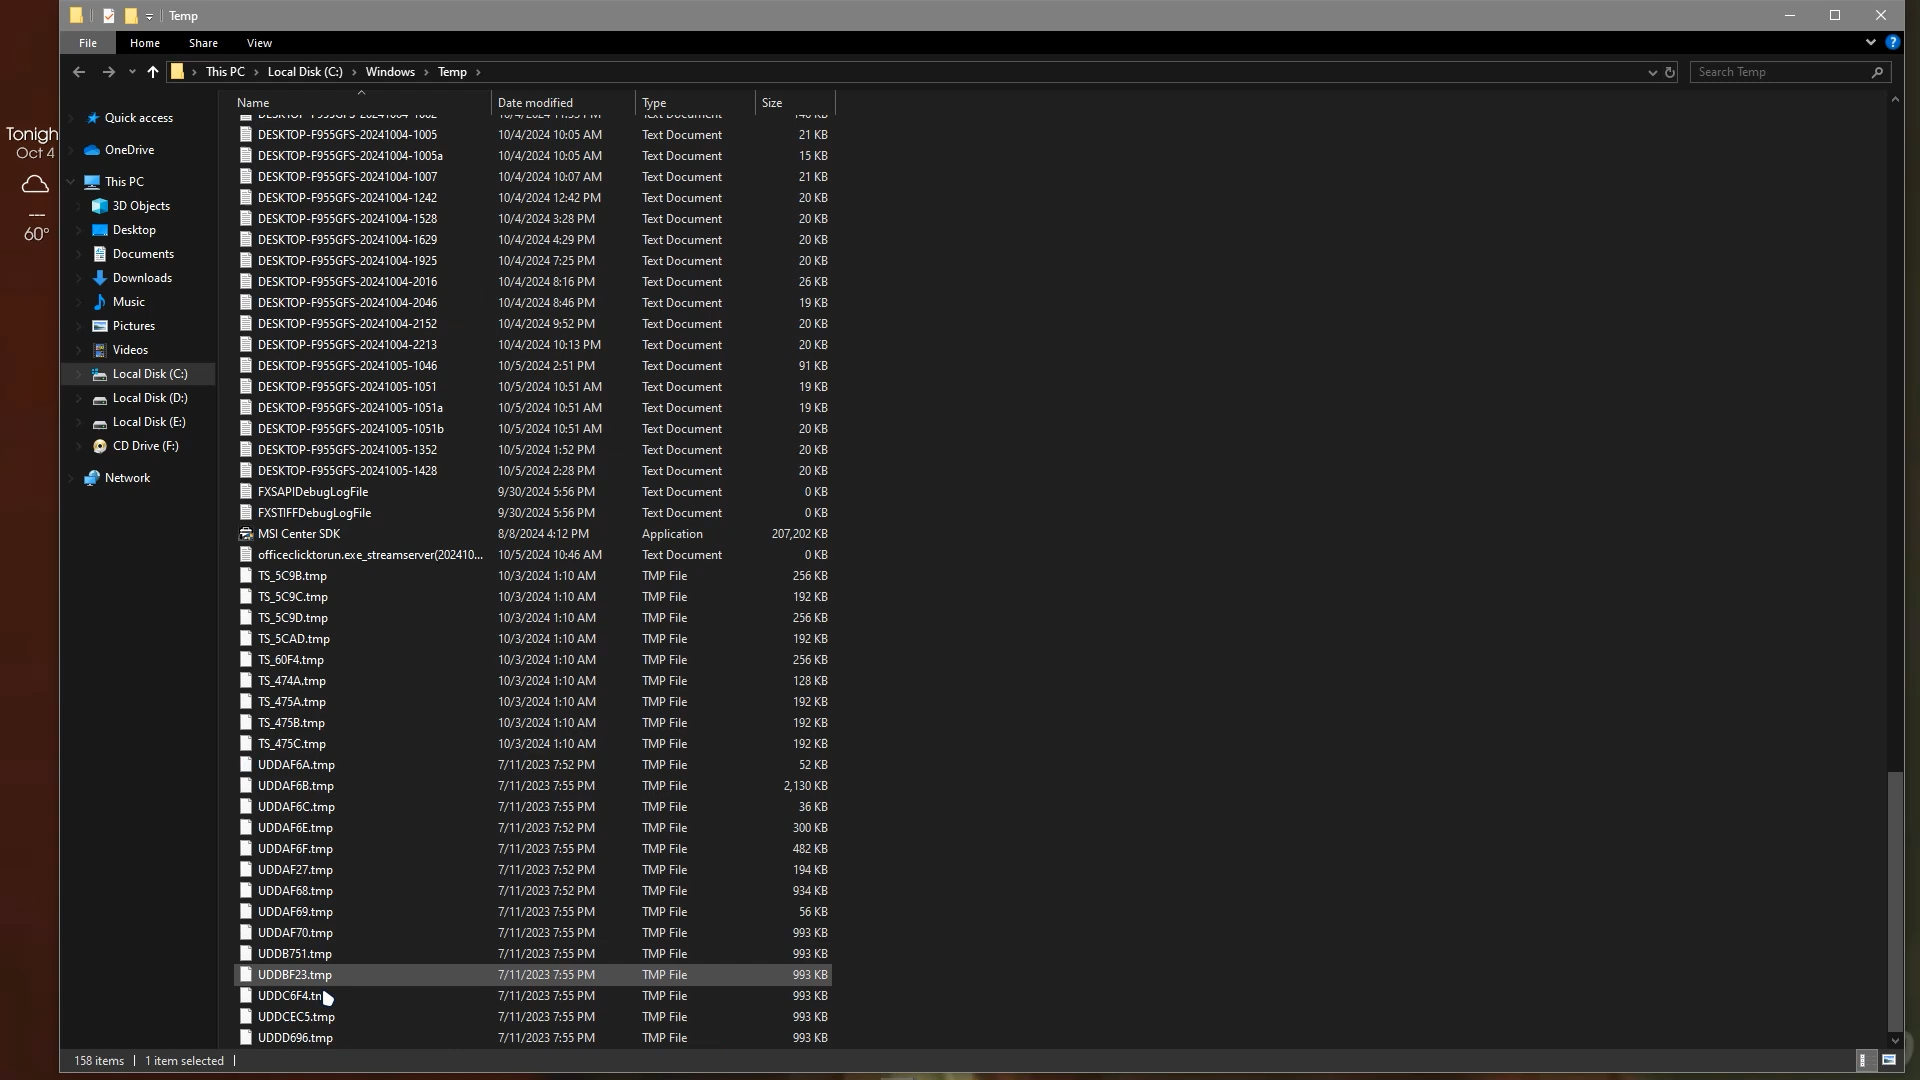 Temp
File Home Share View
This PC › Local Disk (C:) › Windows › Temp ›
Search Temp
Name Date modified Type Size
Quick access
OneDrive
This PC
3D Objects
Desktop
Documents
Downloads
Music
Pictures
Videos
Local Disk (C:)
Local Disk (D:)
Local Disk (E:)
CD Drive (F:)
Network
Tonigh
Oct 4
---
60°
DESKTOP-F955GFS-20241004-1005 10/4/2024 10:05 AM Text Document 21 KB
DESKTOP-F955GFS-20241004-1005a 10/4/2024 10:05 AM Text Document 15 KB
DESKTOP-F955GFS-20241004-1007 10/4/2024 10:07 AM Text Document 21 KB
DESKTOP-F955GFS-20241004-1242 10/4/2024 12:42 PM Text Document 20 KB
DESKTOP-F955GFS-20241004-1528 10/4/2024 3:28 PM Text Document 20 KB
DESKTOP-F955GFS-20241004-1629 10/4/2024 4:29 PM Text Document 20 KB
DESKTOP-F955GFS-20241004-1925 10/4/2024 7:25 PM Text Document 20 KB
DESKTOP-F955GFS-20241004-2016 10/4/2024 8:16 PM Text Document 26 KB
DESKTOP-F955GFS-20241004-2046 10/4/2024 8:46 PM Text Document 19 KB
DESKTOP-F955GFS-20241004-2152 10/4/2024 9:52 PM Text Document 20 KB
DESKTOP-F955GFS-20241004-2213 10/4/2024 10:13 PM Text Document 20 KB
DESKTOP-F955GFS-20241005-1046 10/5/2024 2:51 PM Text Document 91 KB
DESKTOP-F955GFS-20241005-1051 10/5/2024 10:51 AM Text Document 19 KB
DESKTOP-F955GFS-20241005-1051a 10/5/2024 10:51 AM Text Document 19 KB
DESKTOP-F955GFS-20241005-1051b 10/5/2024 10:51 AM Text Document 20 KB
DESKTOP-F955GFS-20241005-1352 10/5/2024 1:52 PM Text Document 20 KB
DESKTOP-F955GFS-20241005-1428 10/5/2024 2:28 PM Text Document 20 KB
FXSAPIDebugLogFile 9/30/2024 5:56 PM Text Document 0 KB
FXSTIFFDebugLogFile 9/30/2024 5:56 PM Text Document 0 KB
MSI Center SDK 8/8/2024 4:12 PM Application 207,202 KB
officeclicktorun.exe_streamserver(202410... 10/5/2024 10:46 AM Text Document 0 KB
TS_5C9B.tmp 10/3/2024 1:10 AM TMP File 256 KB
TS_5C9C.tmp 10/3/2024 1:10 AM TMP File 192 KB
TS_5C9D.tmp 10/3/2024 1:10 AM TMP File 256 KB
TS_5CAD.tmp 10/3/2024 1:10 AM TMP File 192 KB
TS_60F4.tmp 10/3/2024 1:10 AM TMP File 256 KB
TS_474A.tmp 10/3/2024 1:10 AM TMP File 128 KB
TS_475A.tmp 10/3/2024 1:10 AM TMP File 192 KB
TS_475B.tmp 10/3/2024 1:10 AM TMP File 192 KB
TS_475C.tmp 10/3/2024 1:10 AM TMP File 192 KB
UDDAF6A.tmp 7/11/2023 7:52 PM TMP File 52 KB
UDDAF6B.tmp 7/11/2023 7:55 PM TMP File 2,130 KB
UDDAF6C.tmp 7/11/2023 7:55 PM TMP File 36 KB
UDDAF6E.tmp 7/11/2023 7:52 PM TMP File 300 KB
UDDAF6F.tmp 7/11/2023 7:55 PM TMP File 482 KB
UDDAF27.tmp 7/11/2023 7:52 PM TMP File 194 KB
UDDAF68.tmp 7/11/2023 7:52 PM TMP File 934 KB
UDDAF69.tmp 7/11/2023 7:55 PM TMP File 56 KB
UDDAF70.tmp 7/11/2023 7:55 PM TMP File 993 KB
UDDB751.tmp 7/11/2023 7:55 PM TMP File 993 KB
UDDBF23.tmp 7/11/2023 7:55 PM TMP File 993 KB
UDDC6F4.tm 7/11/2023 7:55 PM TMP File 993 KB
UDDCEC5.tmp 7/11/2023 7:55 PM TMP File 993 KB
UDDD696.tmp 7/11/2023 7:55 PM TMP File 993 KB
158 items 1 item selected